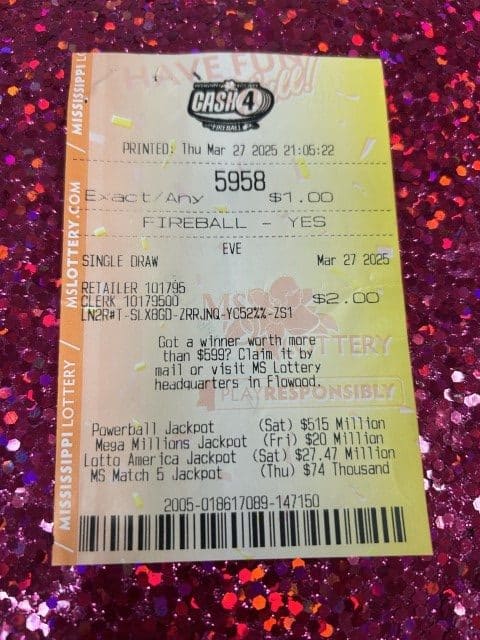 HAVE FUN
MISSISSIPPI LOTTERY
MSLOTTERY.COM
MISSISSIPPI LOTTERY
CASH 4
FIREBALL
PRINTED: Thu Mar 27 2025 21:05:22
5958
Exact/Any $1.00
FIREBALL - YES
EVE
SINGLE DRAW Mar 27 2025
RETAILER 101795
CLERK 10179500 $2.00
LN2R#T-SLX8GD-ZRRJNQ-YC52%%-ZS1
MS
LOTTERY
Got a winner worth more
than $599? Claim it by
mail or visit MS Lottery
headquarters in Flowood.
PLAY RESPONSIBLY
Powerball Jackpot (Sat) $515 Million
Mega Millions Jackpot (Fri) $20 Million
Lotto America Jackpot (Sat) $27.47 Million
MS Match 5 Jackpot (Thu) $74 Thousand
2005-018617089-147150